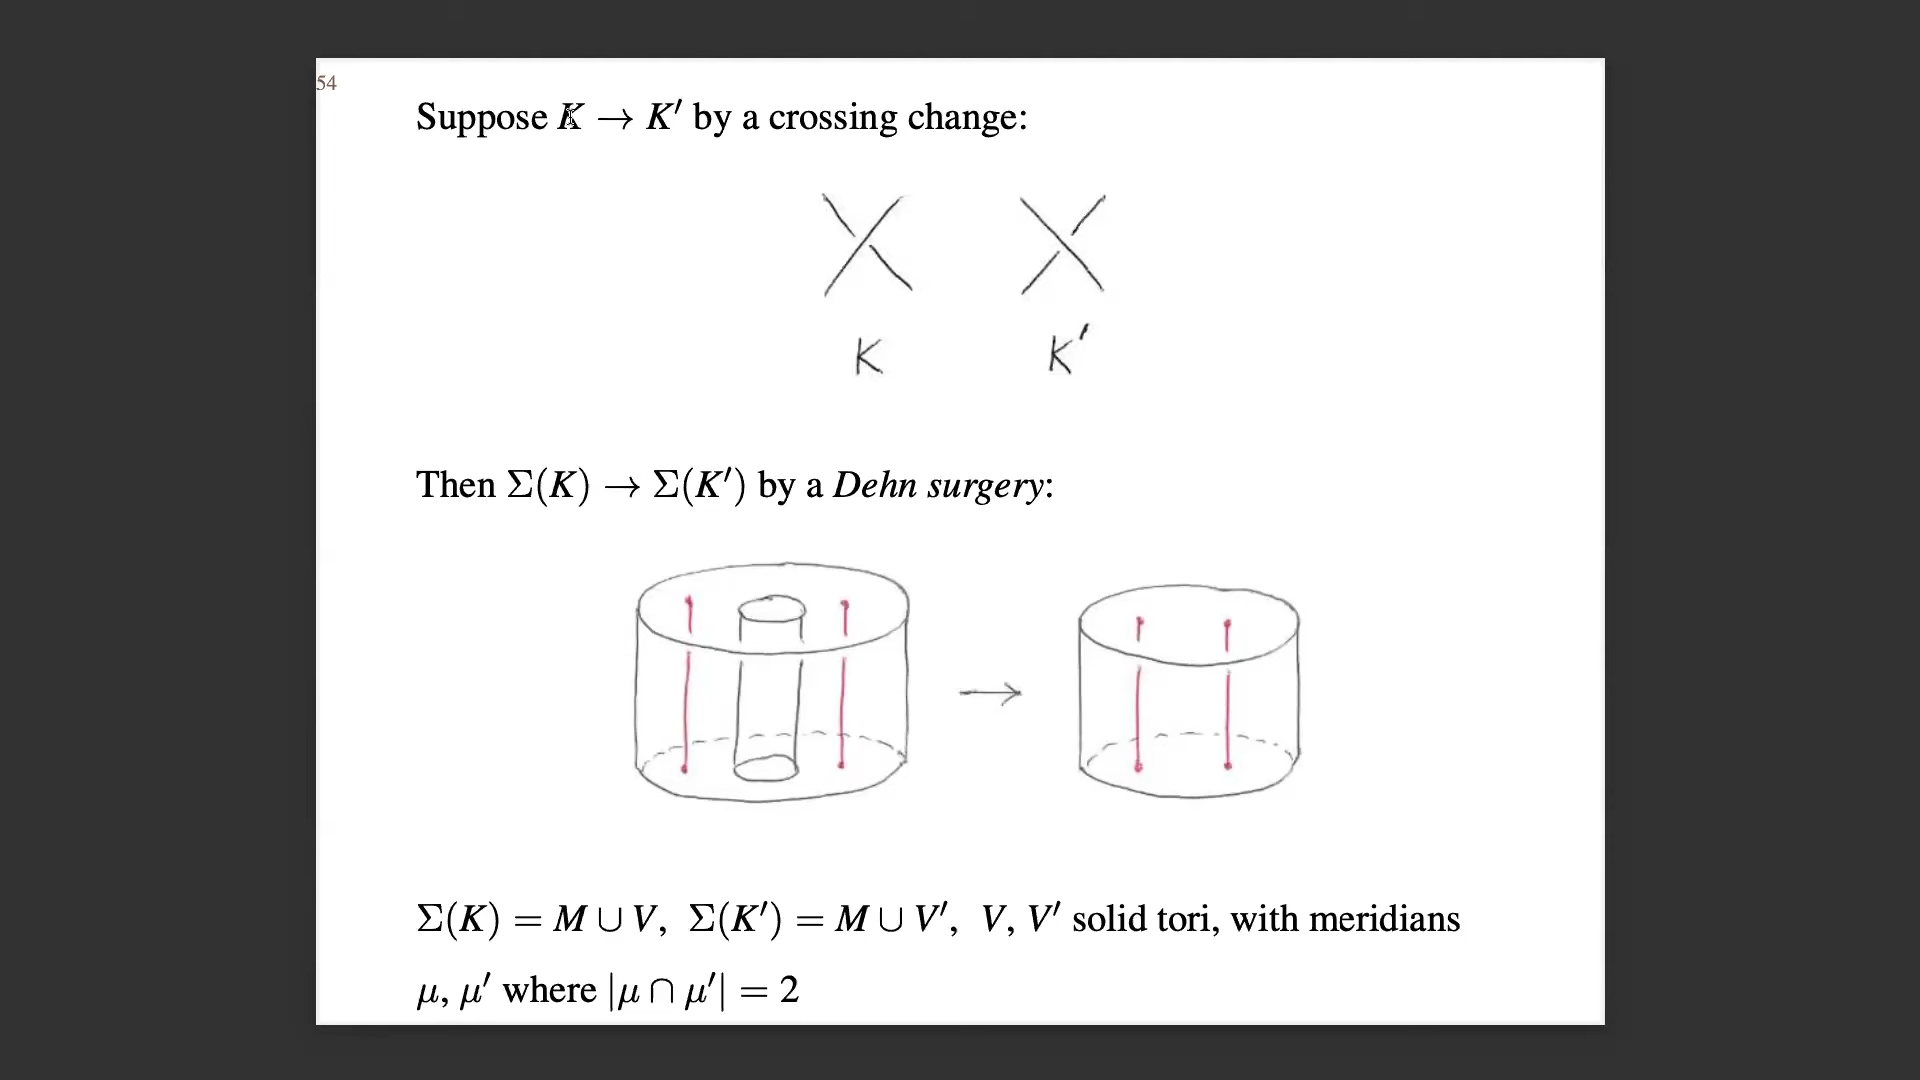 54
Suppose K → K′ by a crossing change:
K K′
Then Σ(K) → Σ(K′) by a Dehn surgery:
Σ(K) = M ∪ V, Σ(K′) = M ∪ V′, V, V′ solid tori, with meridians
μ, μ′ where |μ ∩ μ′| = 2